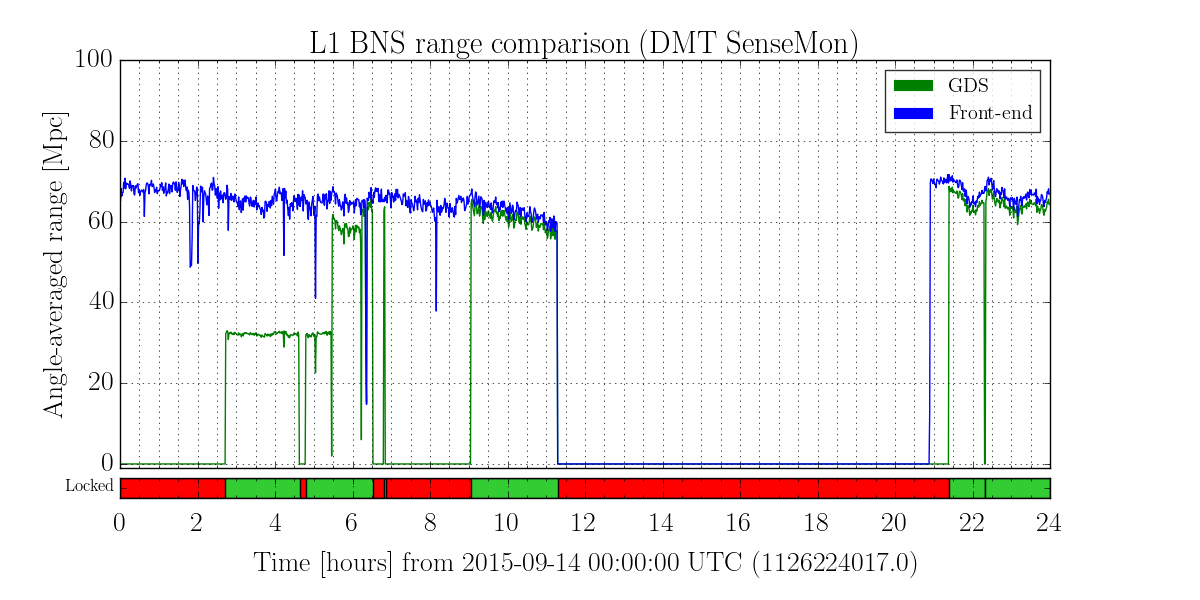 L1 BNS range comparison (DMT SenseMon)
Angle-averaged range [Mpc]
100
80
60
40
20
0
GDS
Front-end
Locked
0 2 4 6 8 10 12 14 16 18 20 22 24
Time [hours] from 2015-09-14 00:00:00 UTC (1126224017.0)